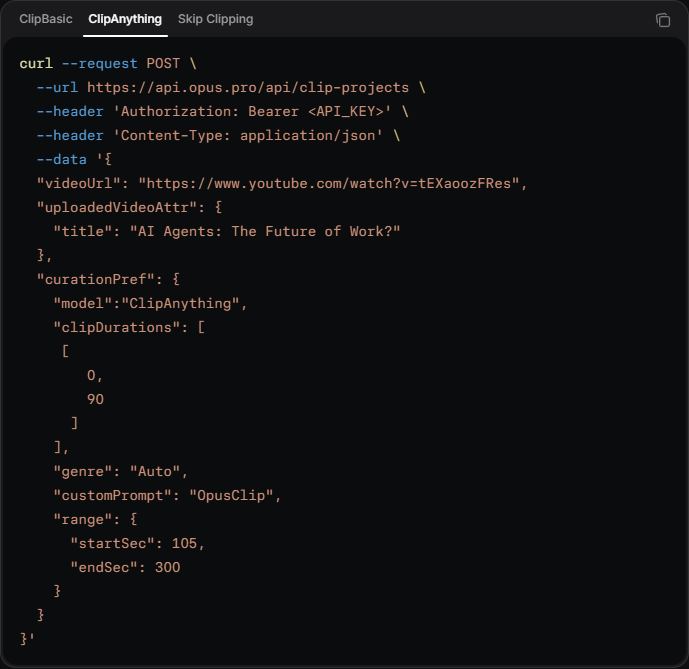 ClipBasic ClipAnything Skip Clipping
curl --request POST \
  --url https://api.opus.pro/api/clip-projects \
  --header 'Authorization: Bearer <API_KEY>' \
  --header 'Content-Type: application/json' \
  --data '{
  "videoUrl": "https://www.youtube.com/watch?v=tEXaoozFRes",
  "uploadedVideoAttr": {
    "title": "AI Agents: The Future of Work?"
  },
  "curationPref": {
    "model":"ClipAnything",
    "clipDurations": [
     [
        0,
        90
      ]
    ],
    "genre": "Auto",
    "customPrompt": "OpusClip",
    "range": {
      "startSec": 105,
      "endSec": 300
    }
  }
}'